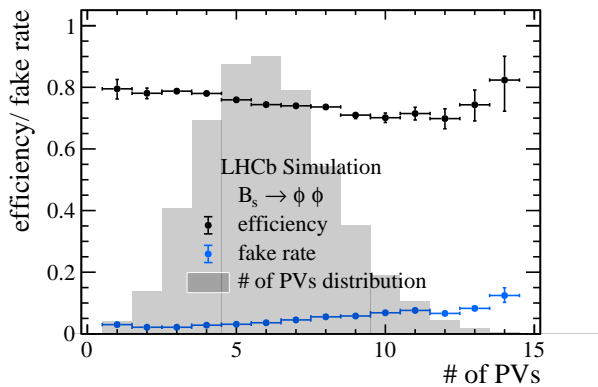 efficiency/ fake rate
1
0.8
0.6
0.4
0.2
0
LHCb Simulation
B_s → ϕ ϕ
efficiency
fake rate
# of PVs distribution
0 5 10 15
# of PVs